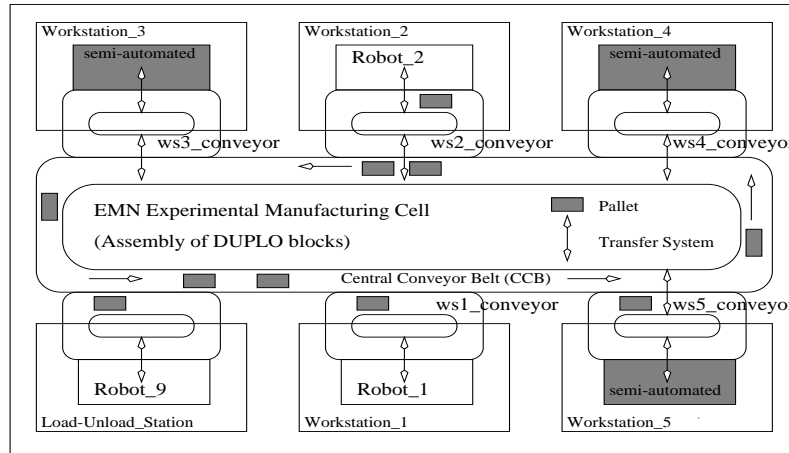 Workstation_3
semi-automated
ws3_conveyor
Workstation_2
Robot_2
ws2_conveyor
Workstation_4
semi-automated
ws4_conveyor
EMN Experimental Manufacturing Cell
(Assembly of DUPLO blocks)
Pallet
Transfer System
Central Conveyor Belt (CCB)
Robot_9
Load-Unload_Station
ws1_conveyor
Robot_1
Workstation_1
ws5_conveyor
semi-automated
Workstation_5